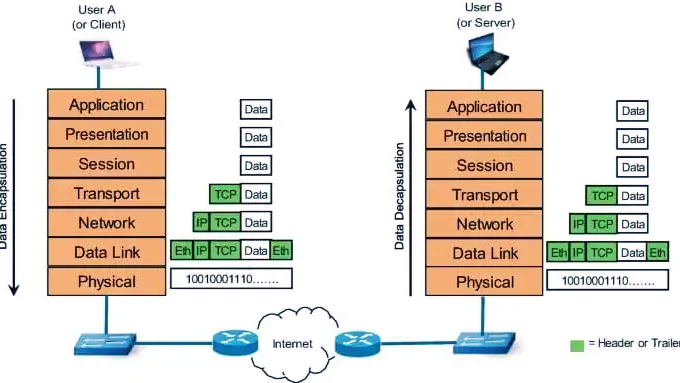 User A
(or Client)
User B
(or Server)
Data Encapsulation
Application
Data
Presentation
Data
Session
Data
Transport
TCP Data
Network
IP TCP Data
Data Link
Eth IP TCP Data Eth
Physical
10010001110.......
Data Decapsulation
Application
Data
Presentation
Data
Session
Data
Transport
TCP Data
Network
IP TCP Data
Data Link
Eth IP TCP Data Eth
Physical
10010001110.......
Internet
= Header or Trailer